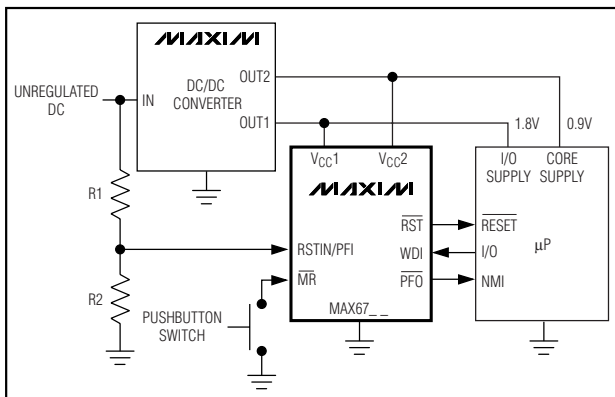 MAXIM
UNREGULATED
DC
IN
DC/DC
CONVERTER
OUT2
OUT1
1.8V
0.9V
VCC1
VCC2
I/O
SUPPLY
CORE
SUPPLY
MAXIM
R1
R2
RSTIN/PFI
MR
RST
WDI
PFO
RESET
I/O
NMI
µP
PUSHBUTTON
SWITCH
MAX67_ _